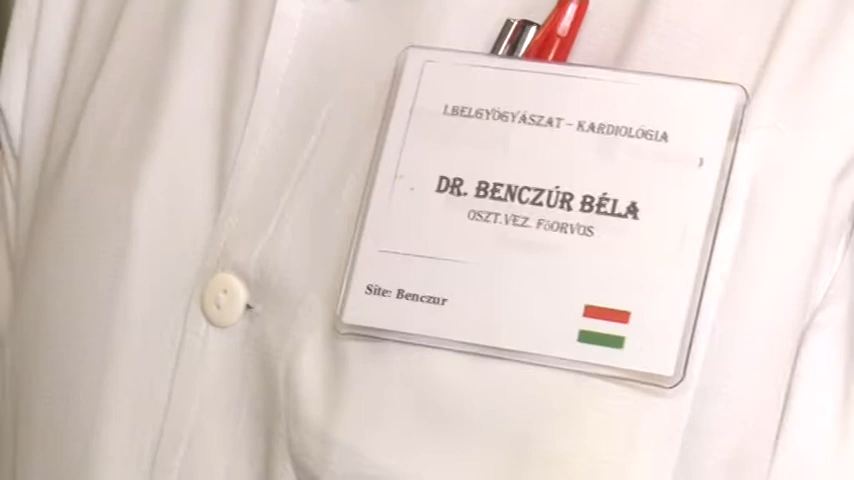 I.BELGYÓGYÁSZAT – KARDIOLÓGIA
DR. BENCZÚR BÉLA
OSZT.VEZ. FőORVOS
Site: Benczur